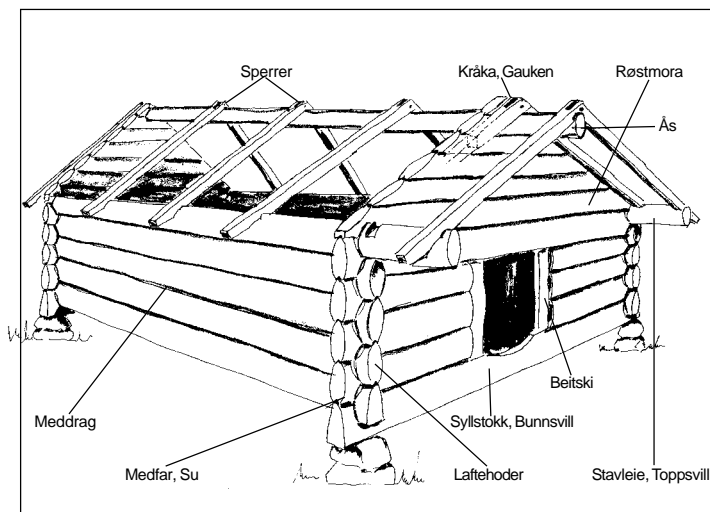 Sperrer
Kråka, Gauken
Røstmora
Ås
Beitski
Meddrag
Syllstokk, Bunnsvill
Medfar, Su
Laftehoder
Stavleie, Toppsvill